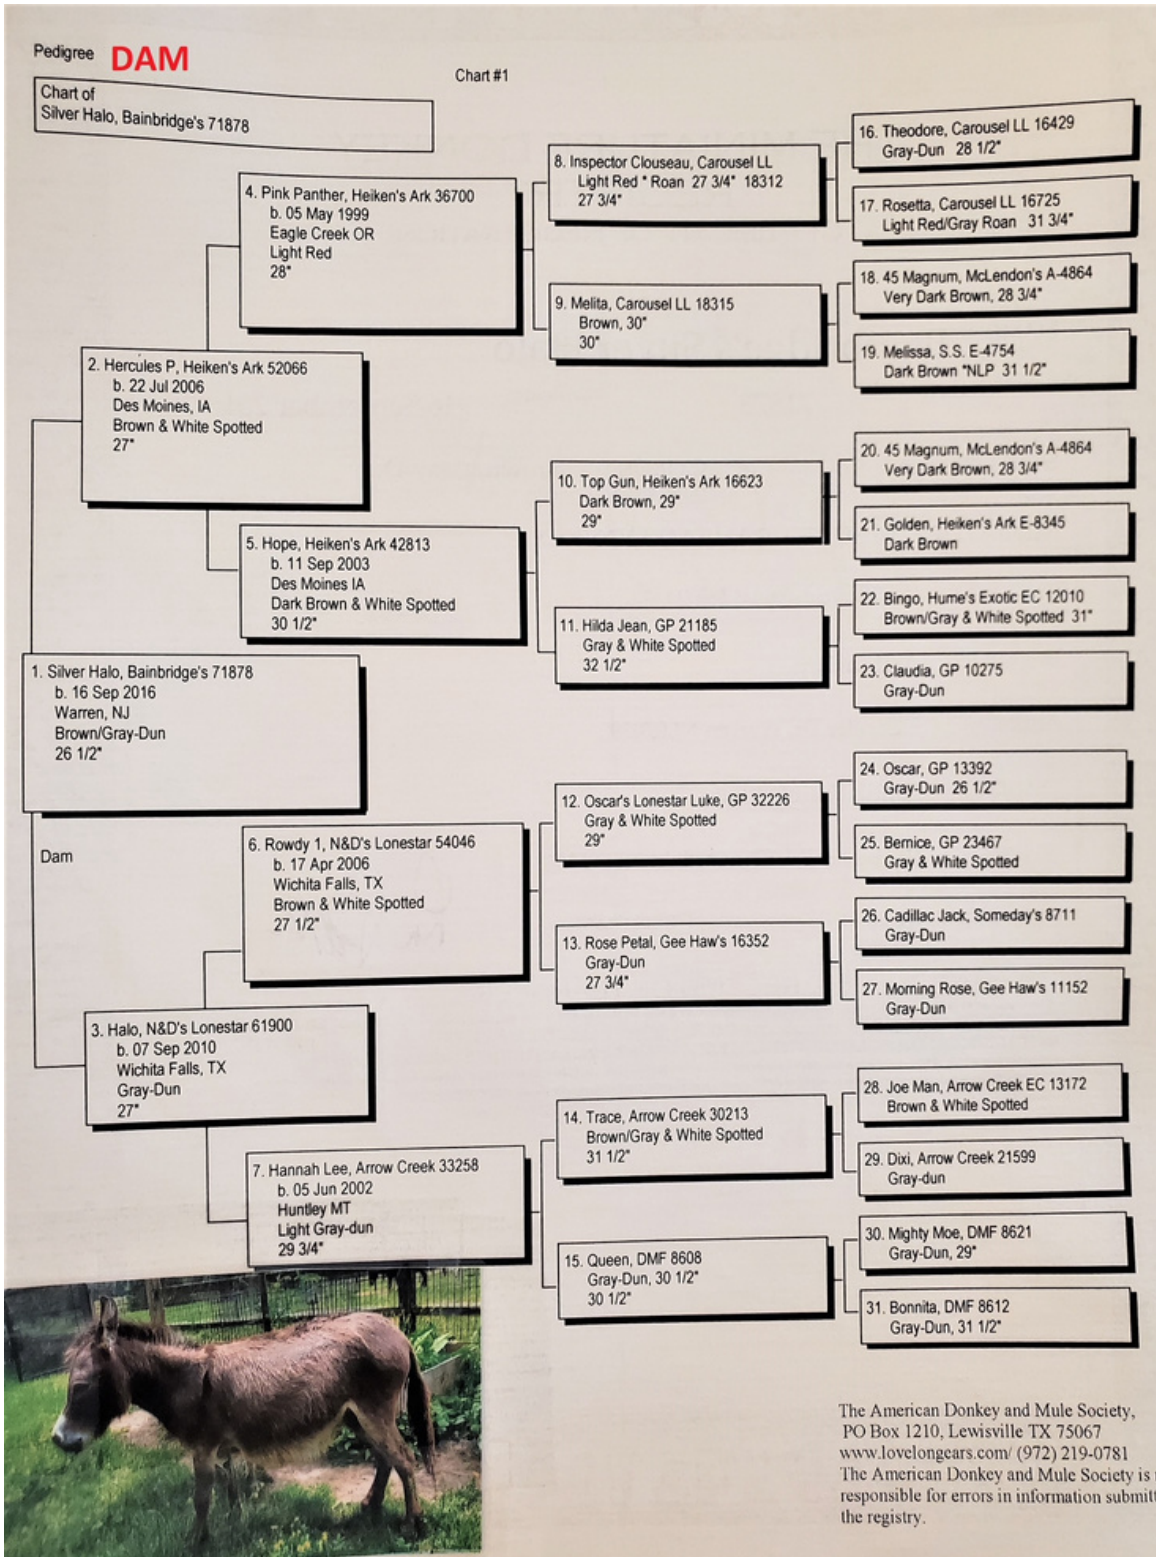 Pedigree DAM
Chart #1
Chart of
Silver Halo, Bainbridge's 71878
16. Theodore, Carousel LL 16429
Gray-Dun 28 1/2"
8. Inspector Clouseau, Carousel LL
Light Red * Roan 27 3/4" 18312
27 3/4"
17. Rosetta, Carousel LL 16725
Light Red/Gray Roan 31 3/4"
4. Pink Panther, Heiken's Ark 36700
b. 05 May 1999
Eagle Creek OR
Light Red
28"
18. 45 Magnum, McLendon's A-4864
Very Dark Brown, 28 3/4"
9. Melita, Carousel LL 18315
Brown, 30"
30"
19. Melissa, S.S. E-4754
Dark Brown *NLP 31 1/2"
2. Hercules P, Heiken's Ark 52066
b. 22 Jul 2006
Des Moines, IA
Brown & White Spotted
27"
20. 45 Magnum, McLendon's A-4864
Very Dark Brown, 28 3/4"
10. Top Gun, Heiken's Ark 16623
Dark Brown, 29"
29"
21. Golden, Heiken's Ark E-8345
Dark Brown
5. Hope, Heiken's Ark 42813
b. 11 Sep 2003
Des Moines IA
Dark Brown & White Spotted
30 1/2"
22. Bingo, Hume's Exotic EC 12010
Brown/Gray & White Spotted 31"
11. Hilda Jean, GP 21185
Gray & White Spotted
32 1/2"
23. Claudia, GP 10275
Gray-Dun
1. Silver Halo, Bainbridge's 71878
b. 16 Sep 2016
Warren, NJ
Brown/Gray-Dun
26 1/2"
24. Oscar, GP 13392
Gray-Dun 26 1/2"
12. Oscar's Lonestar Luke, GP 32226
Gray & White Spotted
29"
25. Bernice, GP 23467
Gray & White Spotted
Dam
6. Rowdy 1, N&D's Lonestar 54046
b. 17 Apr 2006
Wichita Falls, TX
Brown & White Spotted
27 1/2"
26. Cadillac Jack, Someday's 8711
Gray-Dun
13. Rose Petal, Gee Haw's 16352
Gray-Dun
27 3/4"
27. Morning Rose, Gee Haw's 11152
Gray-Dun
3. Halo, N&D's Lonestar 61900
b. 07 Sep 2010
Wichita Falls, TX
Gray-Dun
27"
28. Joe Man, Arrow Creek EC 13172
Brown & White Spotted
14. Trace, Arrow Creek 30213
Brown/Gray & White Spotted
31 1/2"
29. Dixi, Arrow Creek 21599
Gray-dun
7. Hannah Lee, Arrow Creek 33258
b. 05 Jun 2002
Huntley MT
Light Gray-dun
29 3/4"
30. Mighty Moe, DMF 8621
Gray-Dun, 29"
15. Queen, DMF 8608
Gray-Dun, 30 1/2"
30 1/2"
31. Bonnita, DMF 8612
Gray-Dun, 31 1/2"
The American Donkey and Mule Society,
PO Box 1210, Lewisville TX 75067
www.lovelongears.com/ (972) 219-0781
The American Donkey and Mule Society is
responsible for errors in information submitt
the registry.